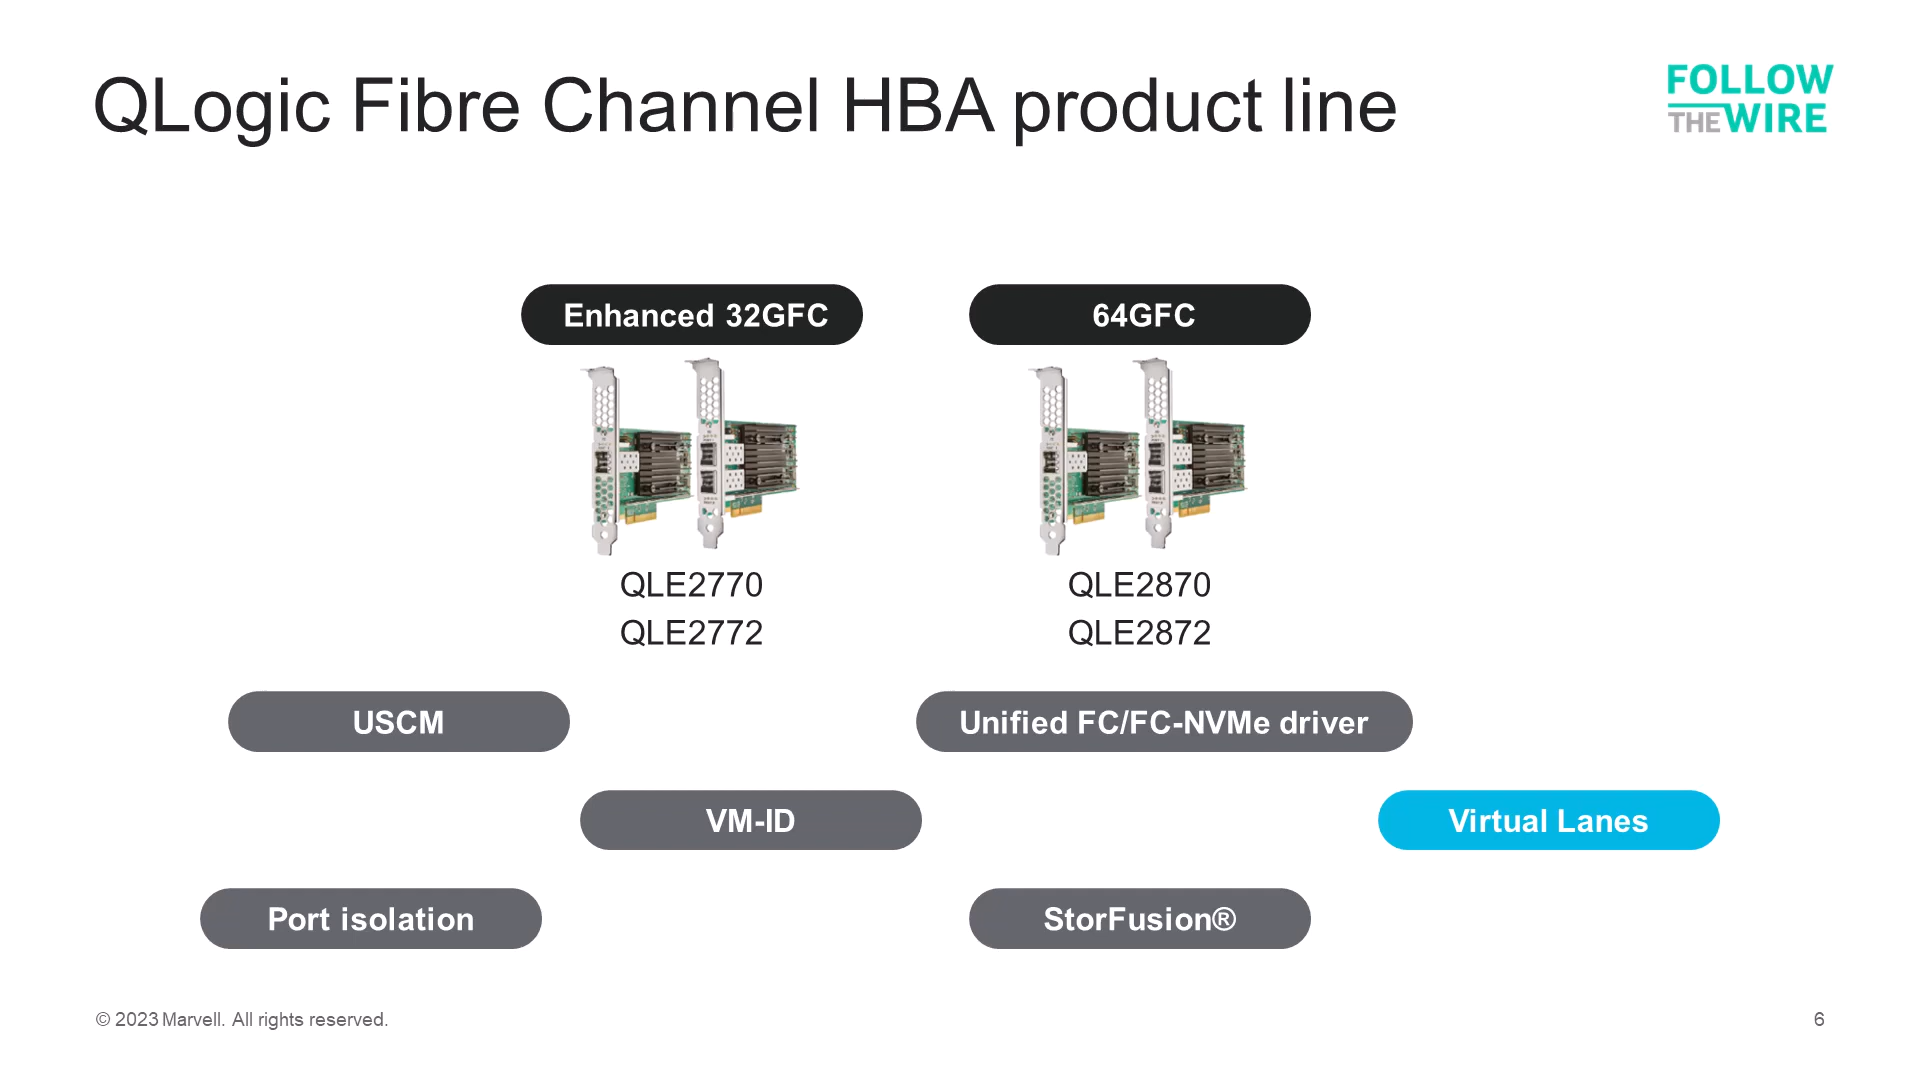 QLogic Fibre Channel HBA product line
FOLLOW
THE WIRE
Enhanced 32GFC
64GFC
QLE2770
QLE2772
QLE2870
QLE2872
USCM
Unified FC/FC-NVMe driver
VM-ID
Virtual Lanes
Port isolation
StorFusion®
© 2023 Marvell. All rights reserved.
6